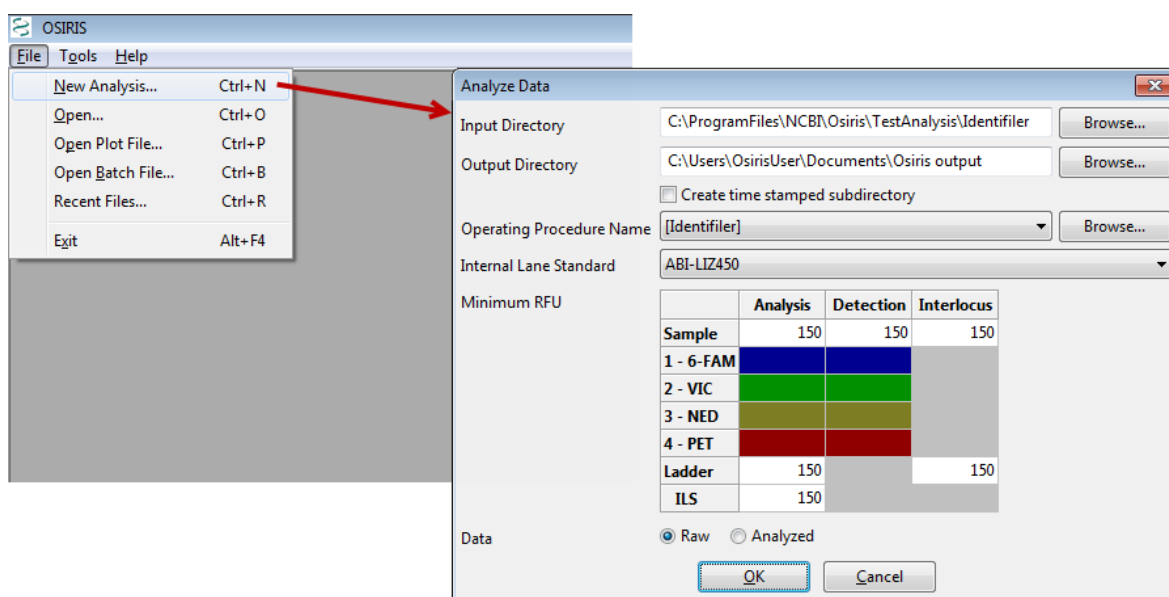 OSIRIS
File Tools Help
New Analysis... Ctrl+N
Open... Ctrl+O
Open Plot File... Ctrl+P
Open Batch File... Ctrl+B
Recent Files... Ctrl+R
Exit Alt+F4
Analyze Data
Input Directory C:\ProgramFiles\NCBI\Osiris\TestAnalysis\Identifiler Browse...
Output Directory C:\Users\OsirisUser\Documents\Osiris output Browse...
Create time stamped subdirectory
Operating Procedure Name [Identifiler] Browse...
Internal Lane Standard ABI-LIZ450
Minimum RFU
Analysis Detection Interlocus
Sample 150 150 150
1 - 6-FAM
2 - VIC
3 - NED
4 - PET
Ladder 150 150
ILS 150
Data Raw Analyzed
OK Cancel